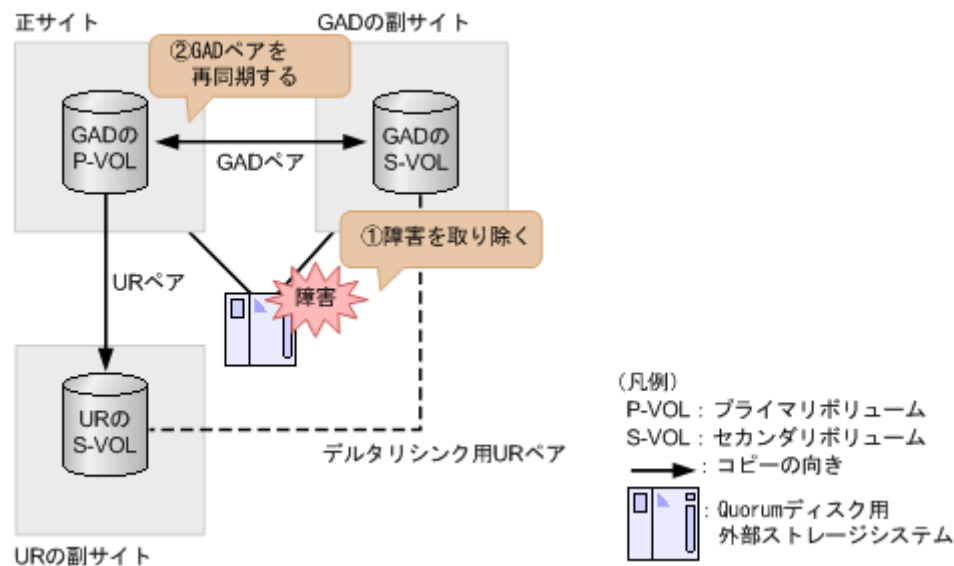 正サイト
GADの副サイト
②GADペアを
再同期する
GADの
P-VOL
GADペア
GADの
S-VOL
①障害を取り除く
URペア
障害
URの
S-VOL
デルタリシンク用URペア
URの副サイト
(凡例)
P-VOL:プライマリボリューム
S-VOL:セカンダリボリューム
:コピーの向き
:Quorumディスク用
外部ストレージシステム